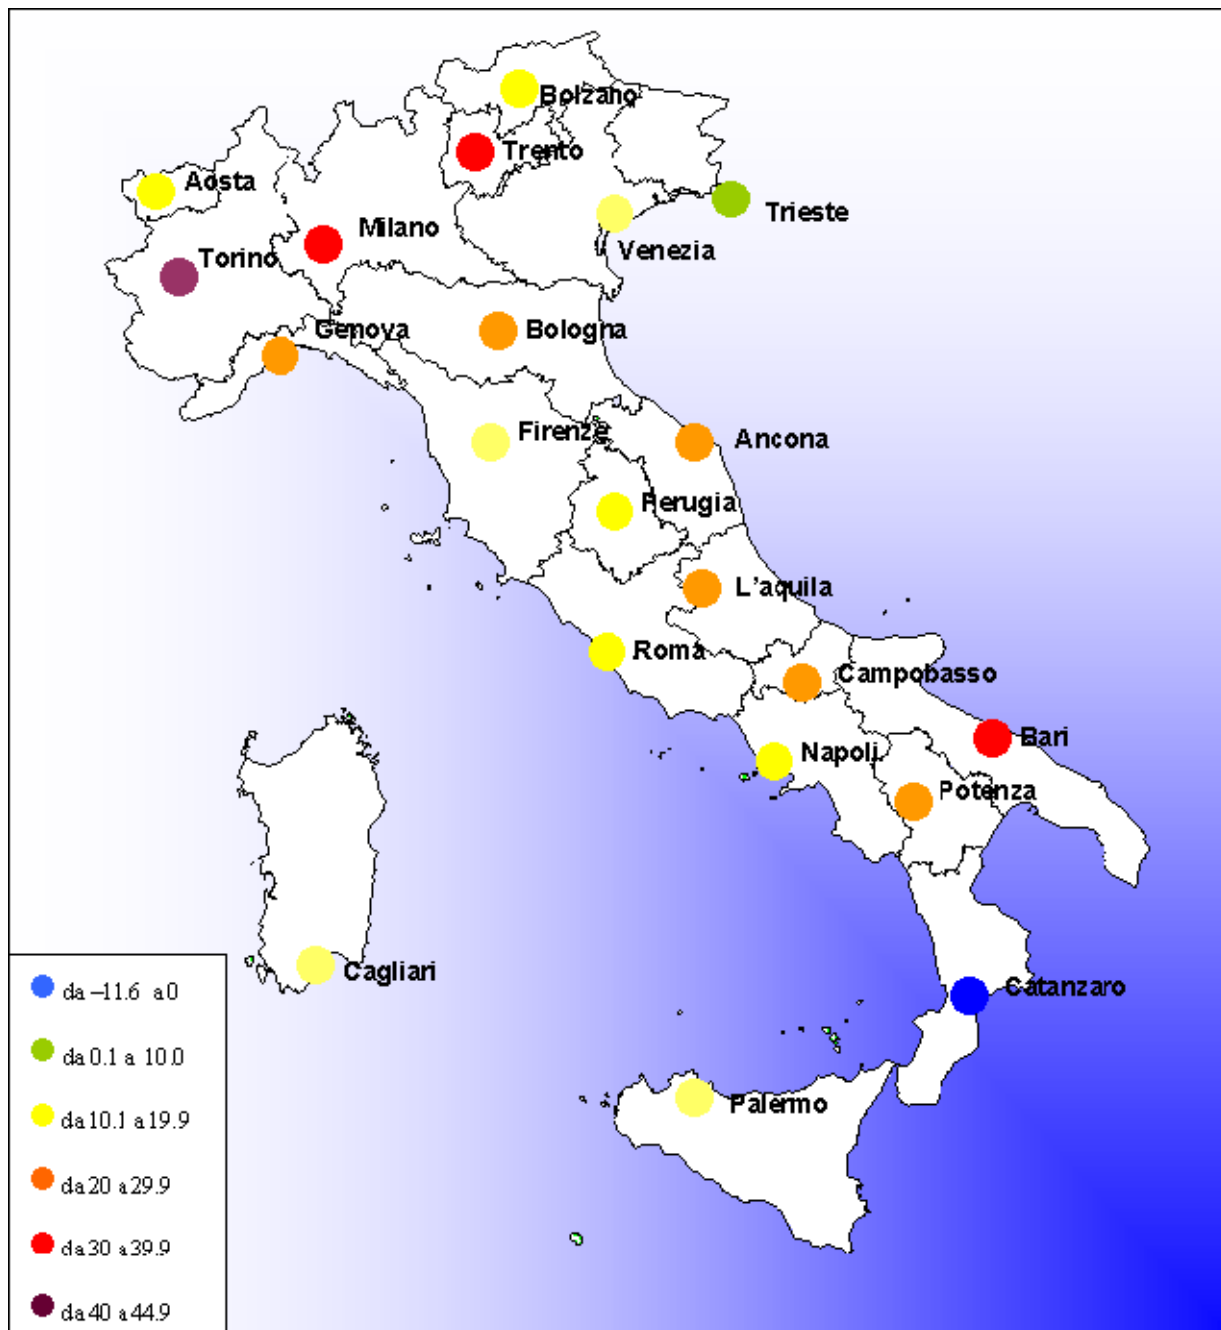 Bolzano
Trento
Aosta
Trieste
Milano
Venezia
Torino
Genova
Bologna
Firenze
Ancona
Perugia
L'aquila
Roma
Campobasso
Bari
Napoli
Potenza
Cagliari
Catanzaro
Palermo
da –11.6 a 0
da 0.1 a 10.0
da 10.1 a 19.9
da 20 a 29.9
da 30 a 39.9
da 40 a 44.9